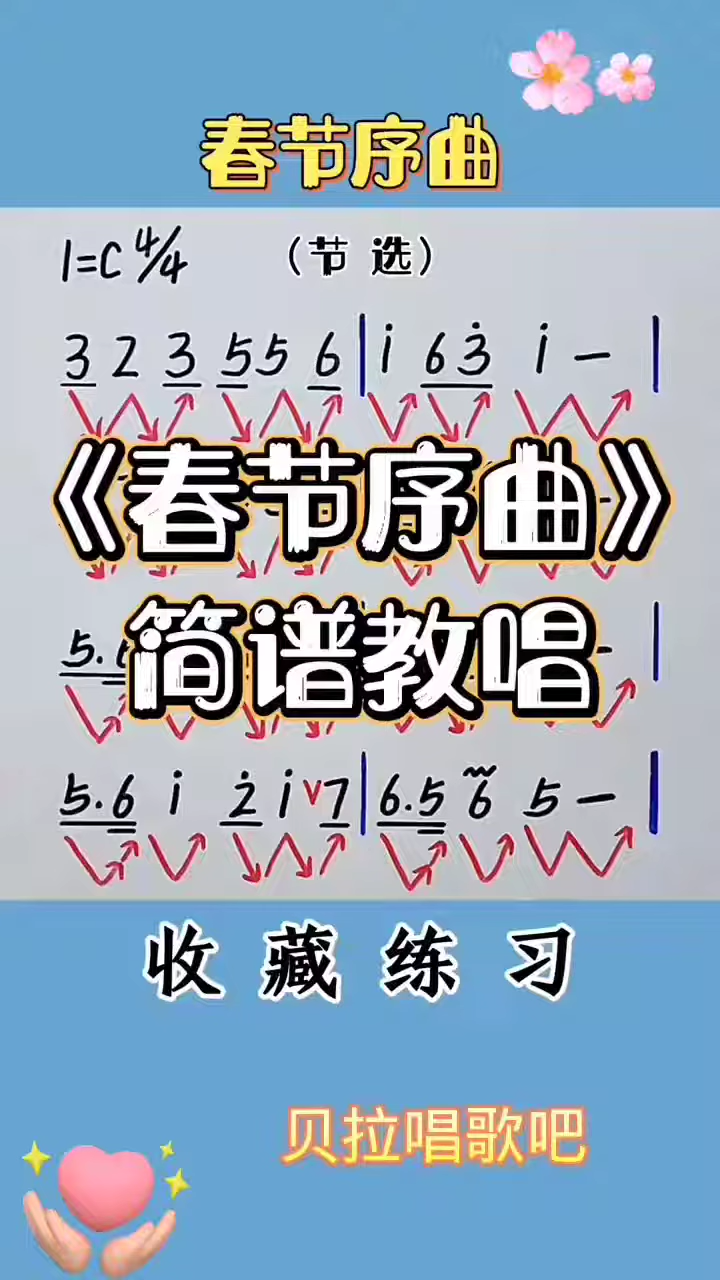 春节序曲
1=C 4/4 （节 选）
3 2 3 5 5 6 | i̇ 6 3̇ i̇ — |
《春节序曲》
简谱教唱
5.6 i̇ 2̇ i̇ v 7 | 6.5 6 5 — |
收藏练习
贝拉唱歌吧